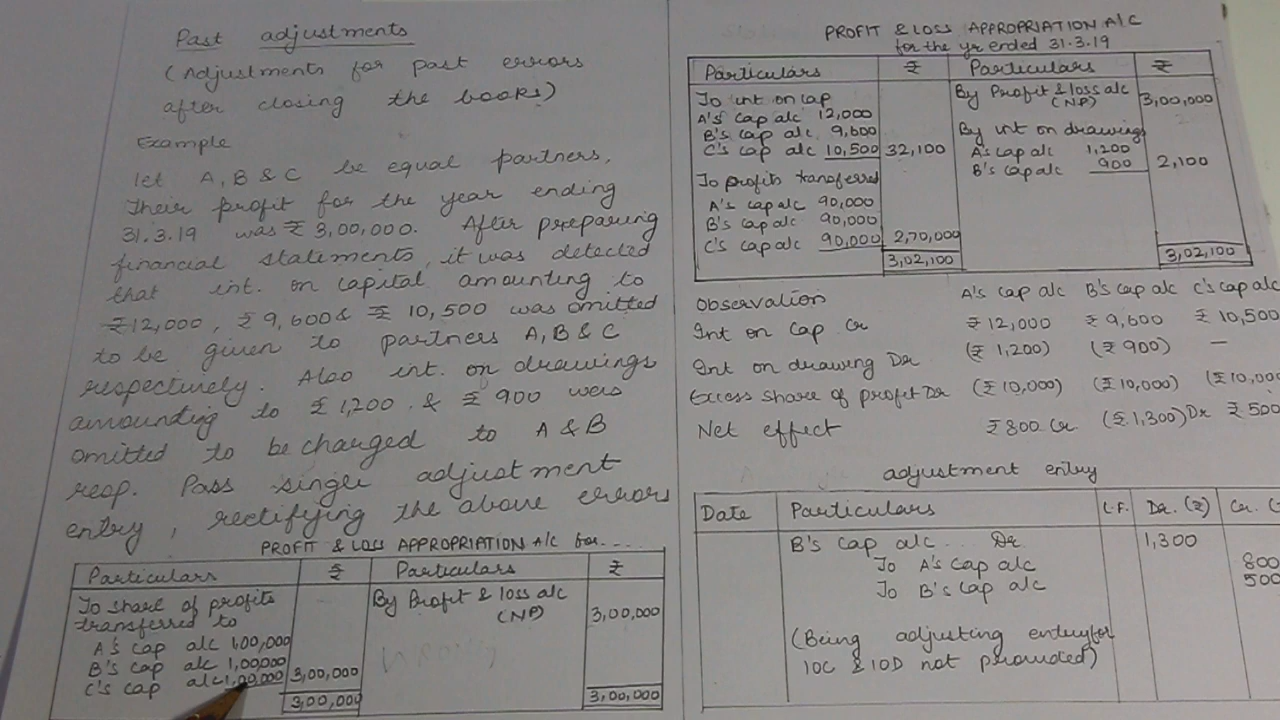 Past adjustments
(Adjustments for past errors
after closing the books)
Example
let A, B & C be equal partners,
Their profit for the year ending
31.3.19 was ₹ 3,00,000. After preparing
financial statements, it was detected
that int. on capital amounting to
₹12,000, ₹ 9,600 & ₹ 10,500 was omitted
to be given to partners A, B & C
respectively. Also int. on drawings
amounting to ₹ 1,200 & ₹ 900 were
omitted to be charged to A & B
resp. Pass single adjustment
entry, rectifying the above errors
PROFIT & LOSS APPROPRIATION A/C for....
Particulars ₹ Particulars ₹
To share of profits By Profit & loss a/c
transferred to (NP) 3,00,000
A's cap a/c 1,00,000
B's cap a/c 1,00,000
C's cap a/c 1,00,000 3,00,000
3,00,000 3,00,000
PROFIT & LOSS APPROPRIATION A/C
for the yr ended 31.3.19
Particulars ₹ Particulars ₹
To int on cap By Profit & loss a/c
A's cap a/c 12,000 (NP) 3,00,000
B's cap a/c 9,600 By int on drawings
C's cap a/c 10,500 32,100 A's cap a/c 1,200
To profits transferred B's cap a/c 900 2,100
A's cap a/c 90,000
B's cap a/c 90,000
C's cap a/c 90,000 2,70,000
3,02,100 3,02,100
Observation A's cap a/c B's cap a/c C's cap a/c
Int on cap Cr ₹ 12,000 ₹ 9,600 ₹ 10,500
Int on drawing Dr (₹ 1,200) (₹ 900) —
Excess share of profit Dr (₹ 10,000) (₹ 10,000) (₹ 10,000
Net effect ₹ 800 Cr (₹ 1,300) Dr ₹ 500
adjustment entry
Date Particulars L.F. Dr. (₹) Cr. (
B's cap a/c Dr 1,300
To A's cap a/c 800
To B's cap a/c 500
(Being adjusting entry for
IOC & IOD not provided)